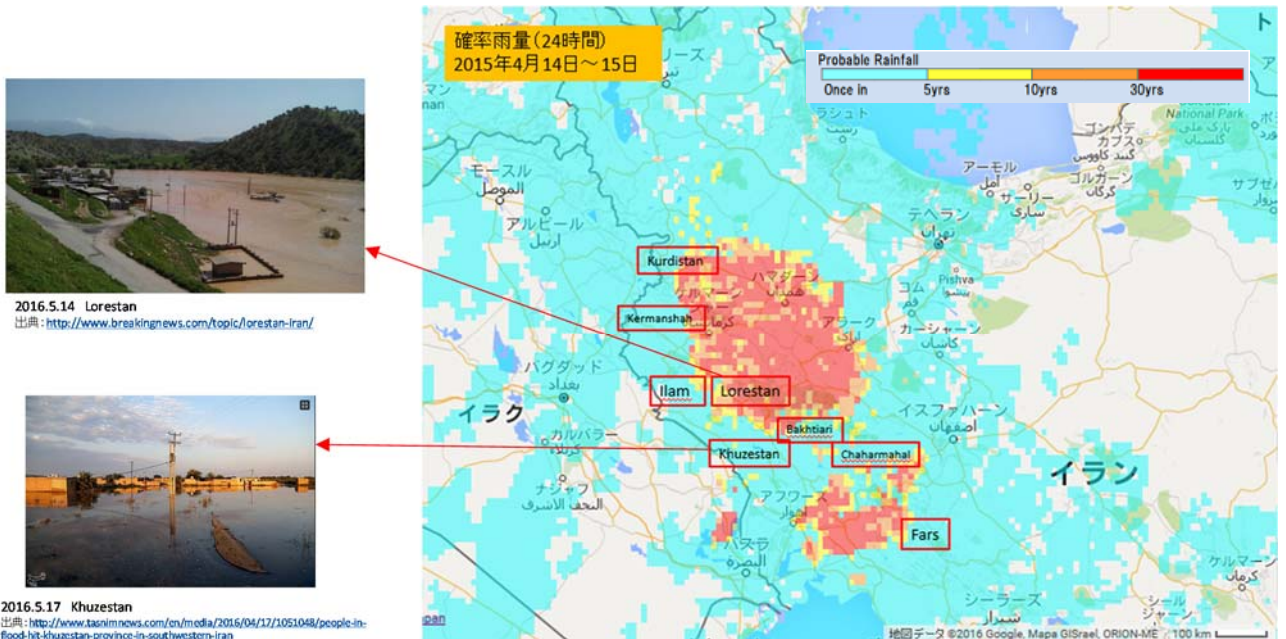 確率雨量(24時間)
2015年4月14日～15日
Probable Rainfall
Once in 5yrs 10yrs 30yrs
2016.5.14 Lorestan
出典:http://www.breakingnews.com/topic/lorestan-iran/
2016.5.17 Khuzestan
出典:http://www.tasnimnews.com/en/media/2016/04/17/1051048/people-in-
flood-hit-khuzestan-province-in-southwestern-iran
Kurdistan
Kermanshah
Ilam
Lorestan
Bakhtiari
Khuzestan
Chaharmahal
Fars
ラシュト
رشت
National Park
پارک ملی
گلستان
ゴンバデ
カブス
گنبد کاووس
ゴルガーン
گرگان
アーモル
آمل
サーリー
ساری
モースル
الموصل
アルビール
اربيل
テヘラン
تهران
Pishva
پیشوا
コム
قم
カーシャーン
کاشان
ハマダーン
همدان
アラーク
اراک
バグダッド
بغداد
イラク
カルバラー
كربلاء
ナジャフ
النجف الاشرف
イスファハーン
اصفهان
イラン
アフワーズ
اهواز
バスラ
البصرة
シーラーズ
شیراز
ケルマーン
کرمان
シール
ジャーン
地図データ ©2016 Google, Mapa GISrael, ORION-ME
100 km